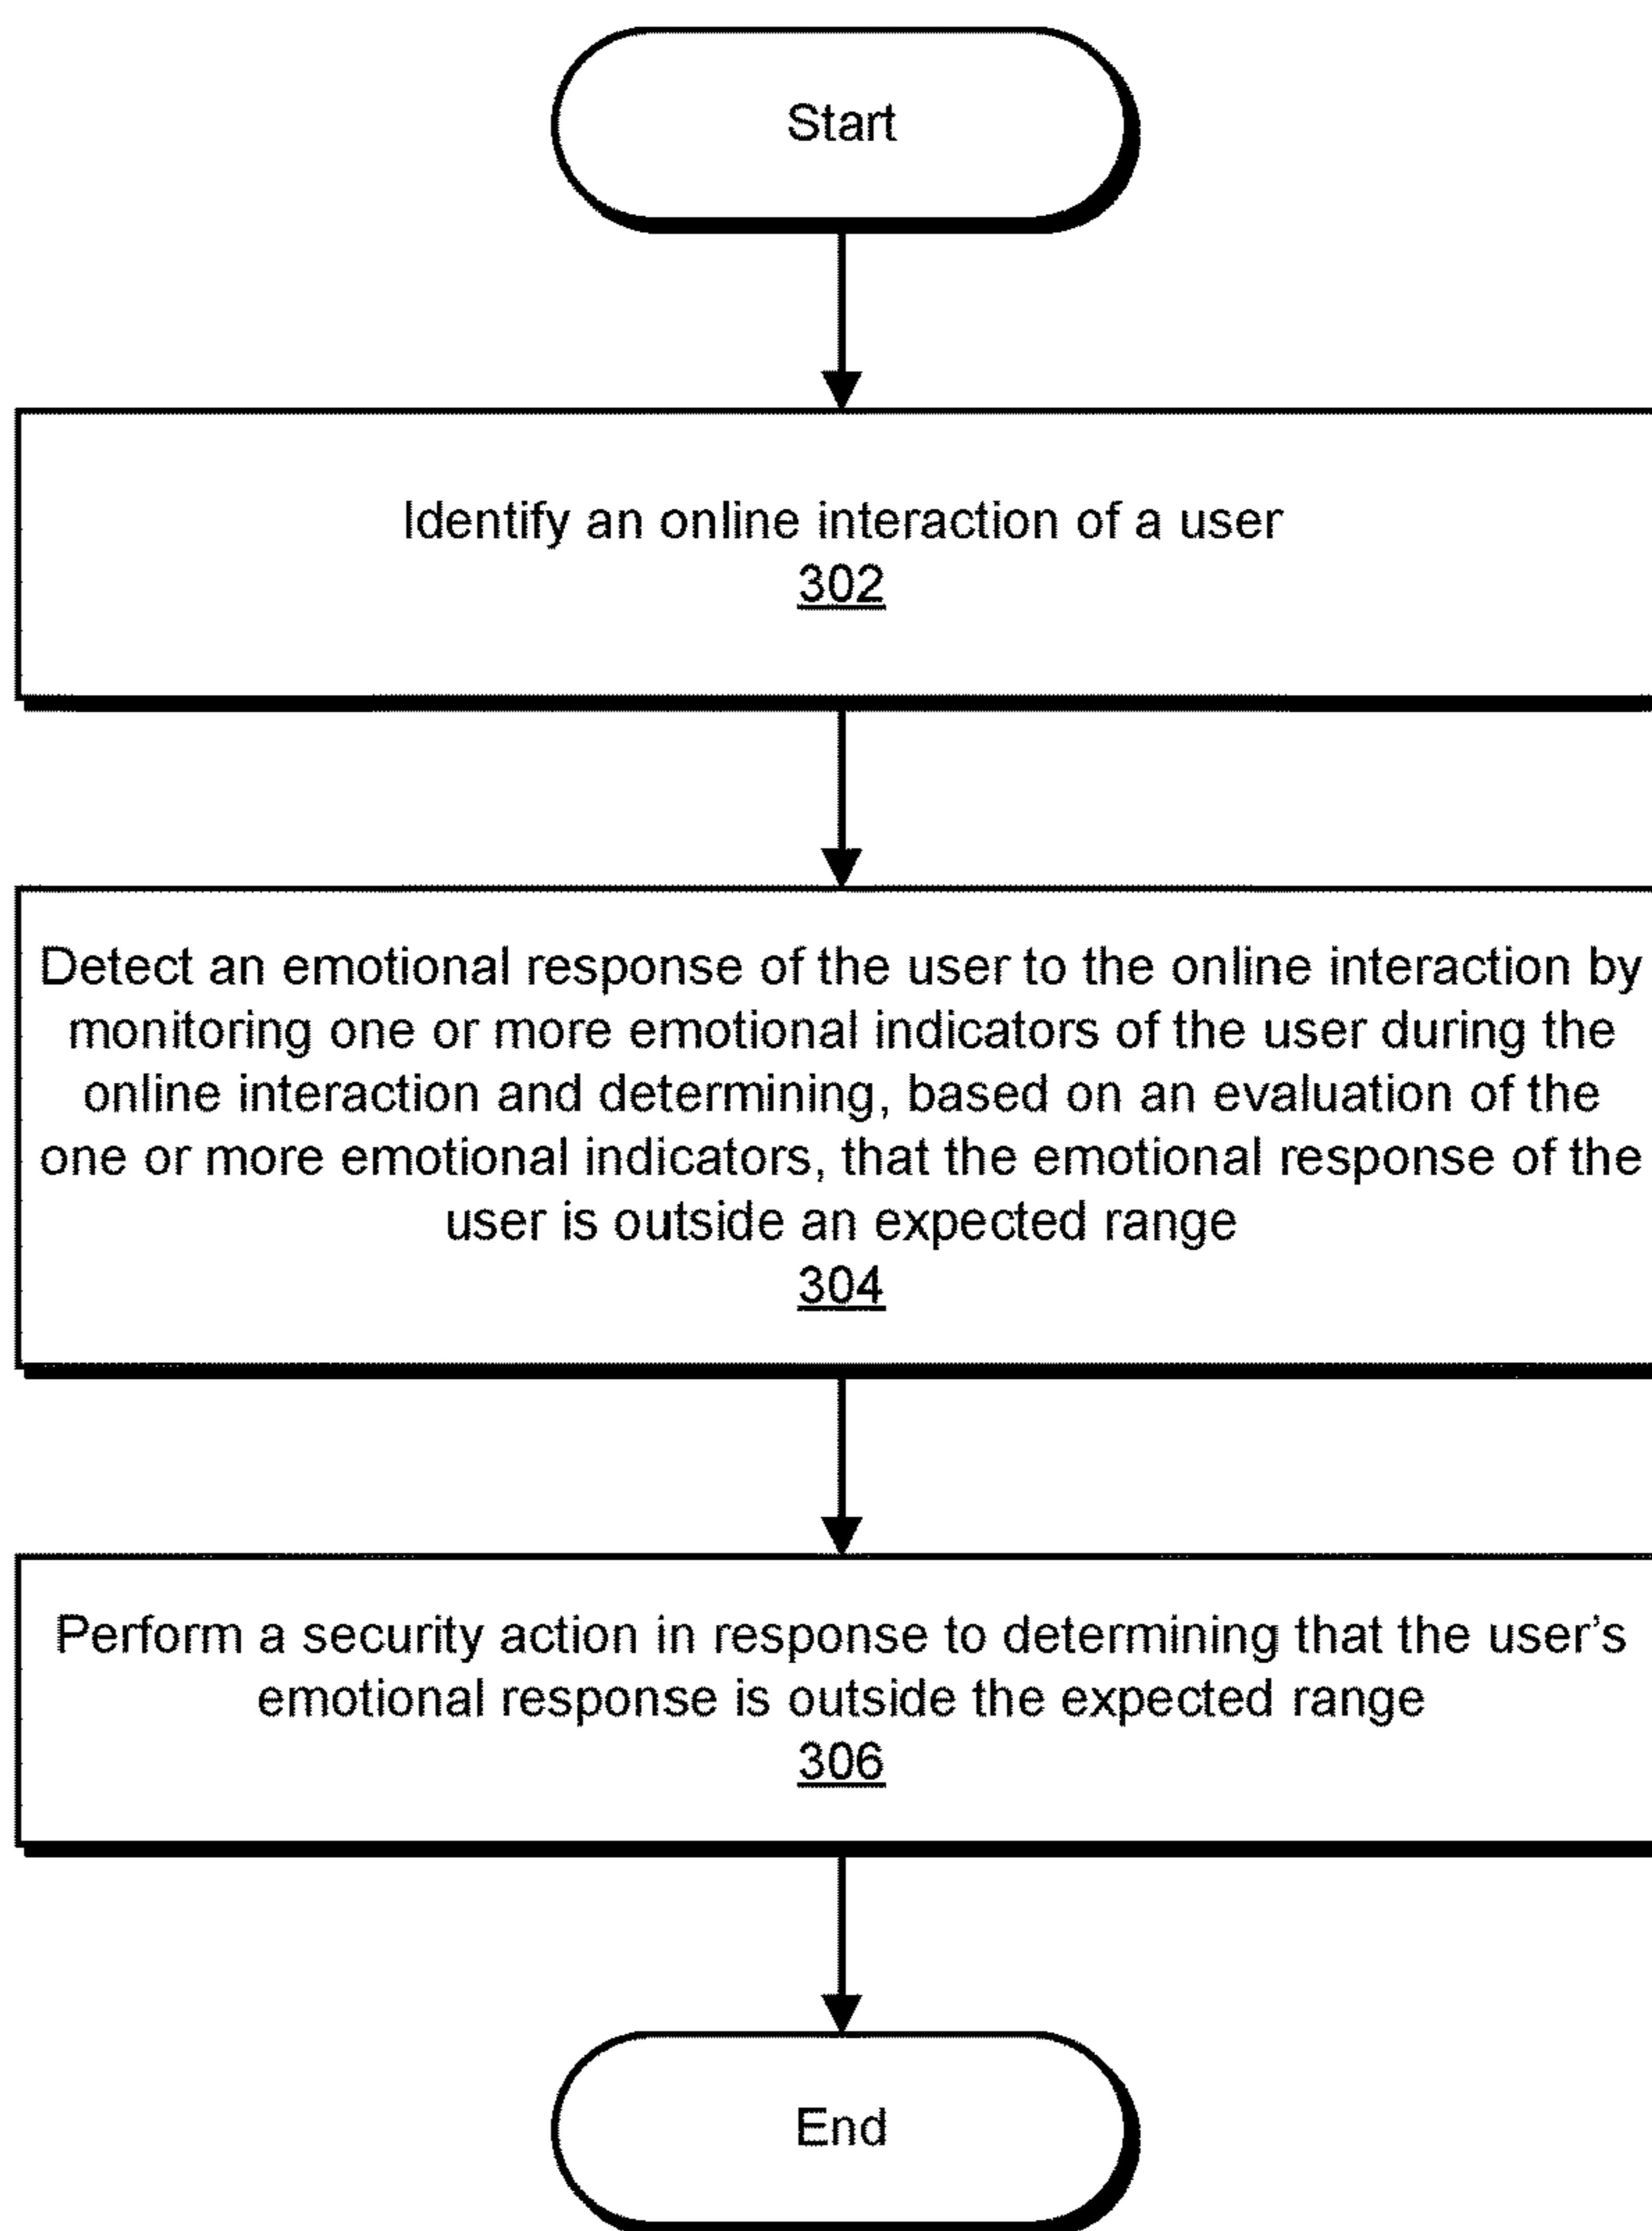 Start
Identify an online interaction of a user
302
Detect an emotional response of the user to the online interaction by
monitoring one or more emotional indicators of the user during the
online interaction and determining, based on an evaluation of the
one or more emotional indicators, that the emotional response of the
user is outside an expected range
304
Perform a security action in response to determining that the user’s
emotional response is outside the expected range
306
End